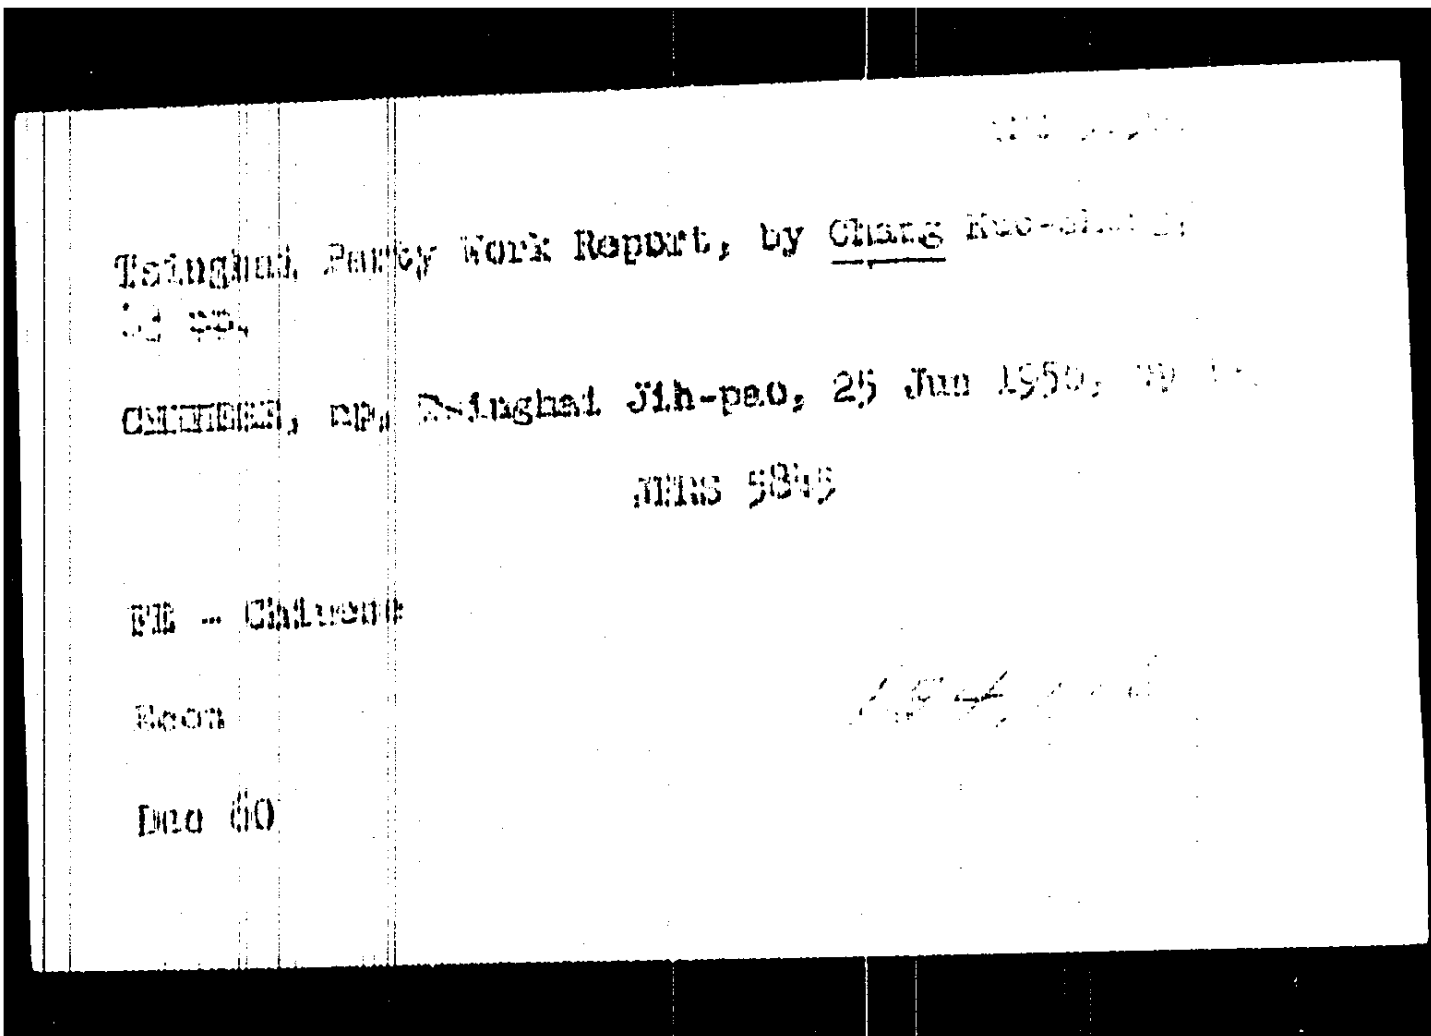 Tsinghai Party Work Report, by Chang
pp.
CHINESE, np, Tsinghai Jih-pao, 25 Jun
JPRS 5845
FE - Chinese
Econ
Dec 60